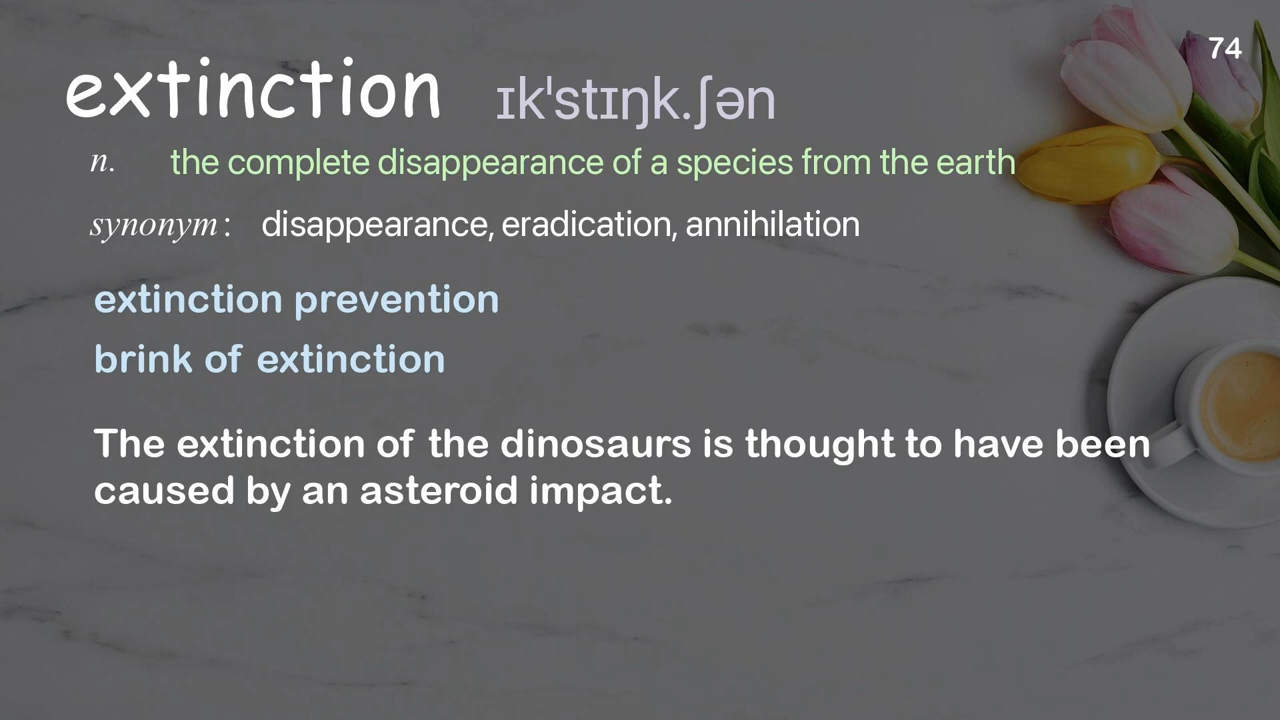 74
extinction ɪkˈstɪŋk.ʃən
n. the complete disappearance of a species from the earth
synonym: disappearance, eradication, annihilation
extinction prevention
brink of extinction
The extinction of the dinosaurs is thought to have been
caused by an asteroid impact.